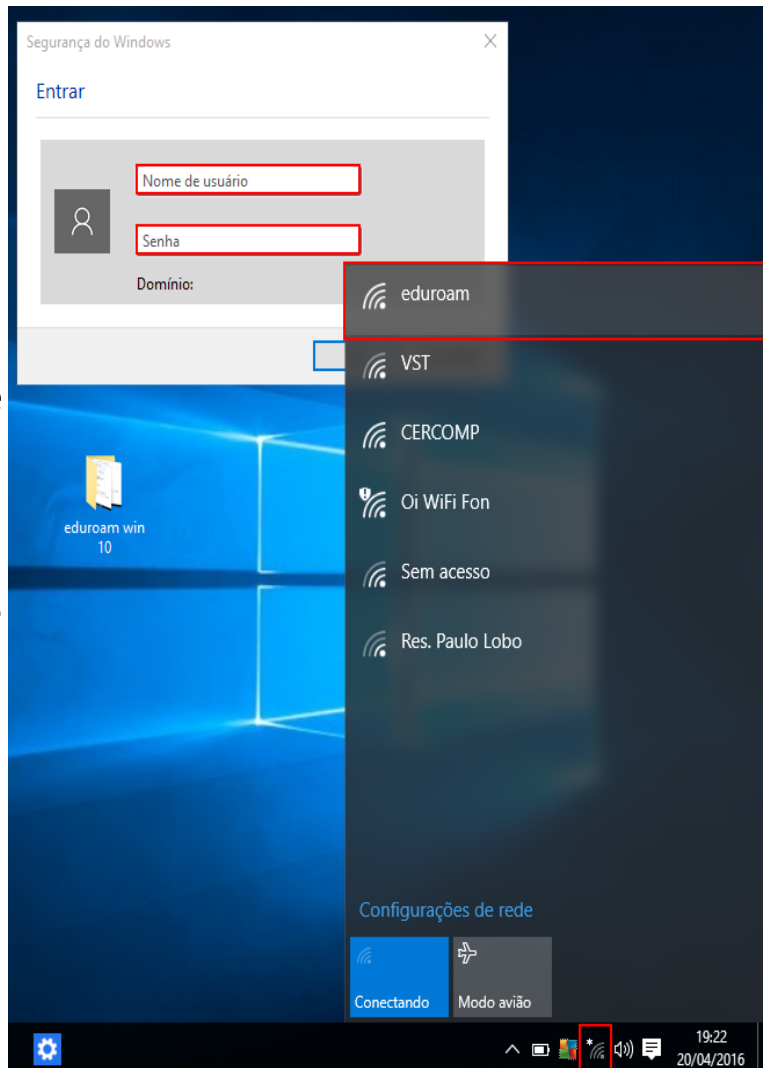 Segurança do Windows
Entrar
Nome de usuário
Senha
Domínio:
eduroam
VST
CERCOMP
Oi WiFi Fon
Sem acesso
Res. Paulo Lobo
eduroam win
10
Configurações de rede
Conectando
Modo avião
19:22
20/04/2016